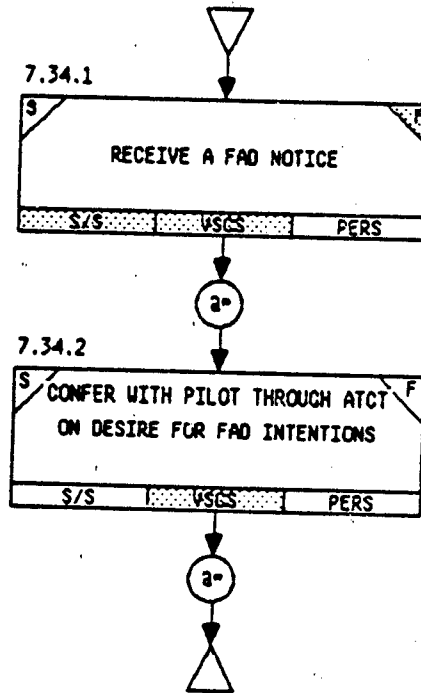 7.34.1
S F
RECEIVE A FAD NOTICE
S/S VSCS PERS
a=
7.34.2
S F
CONFER WITH PILOT THROUGH ATCT
ON DESIRE FOR FAD INTENTIONS
S/S VSCS PERS
a=